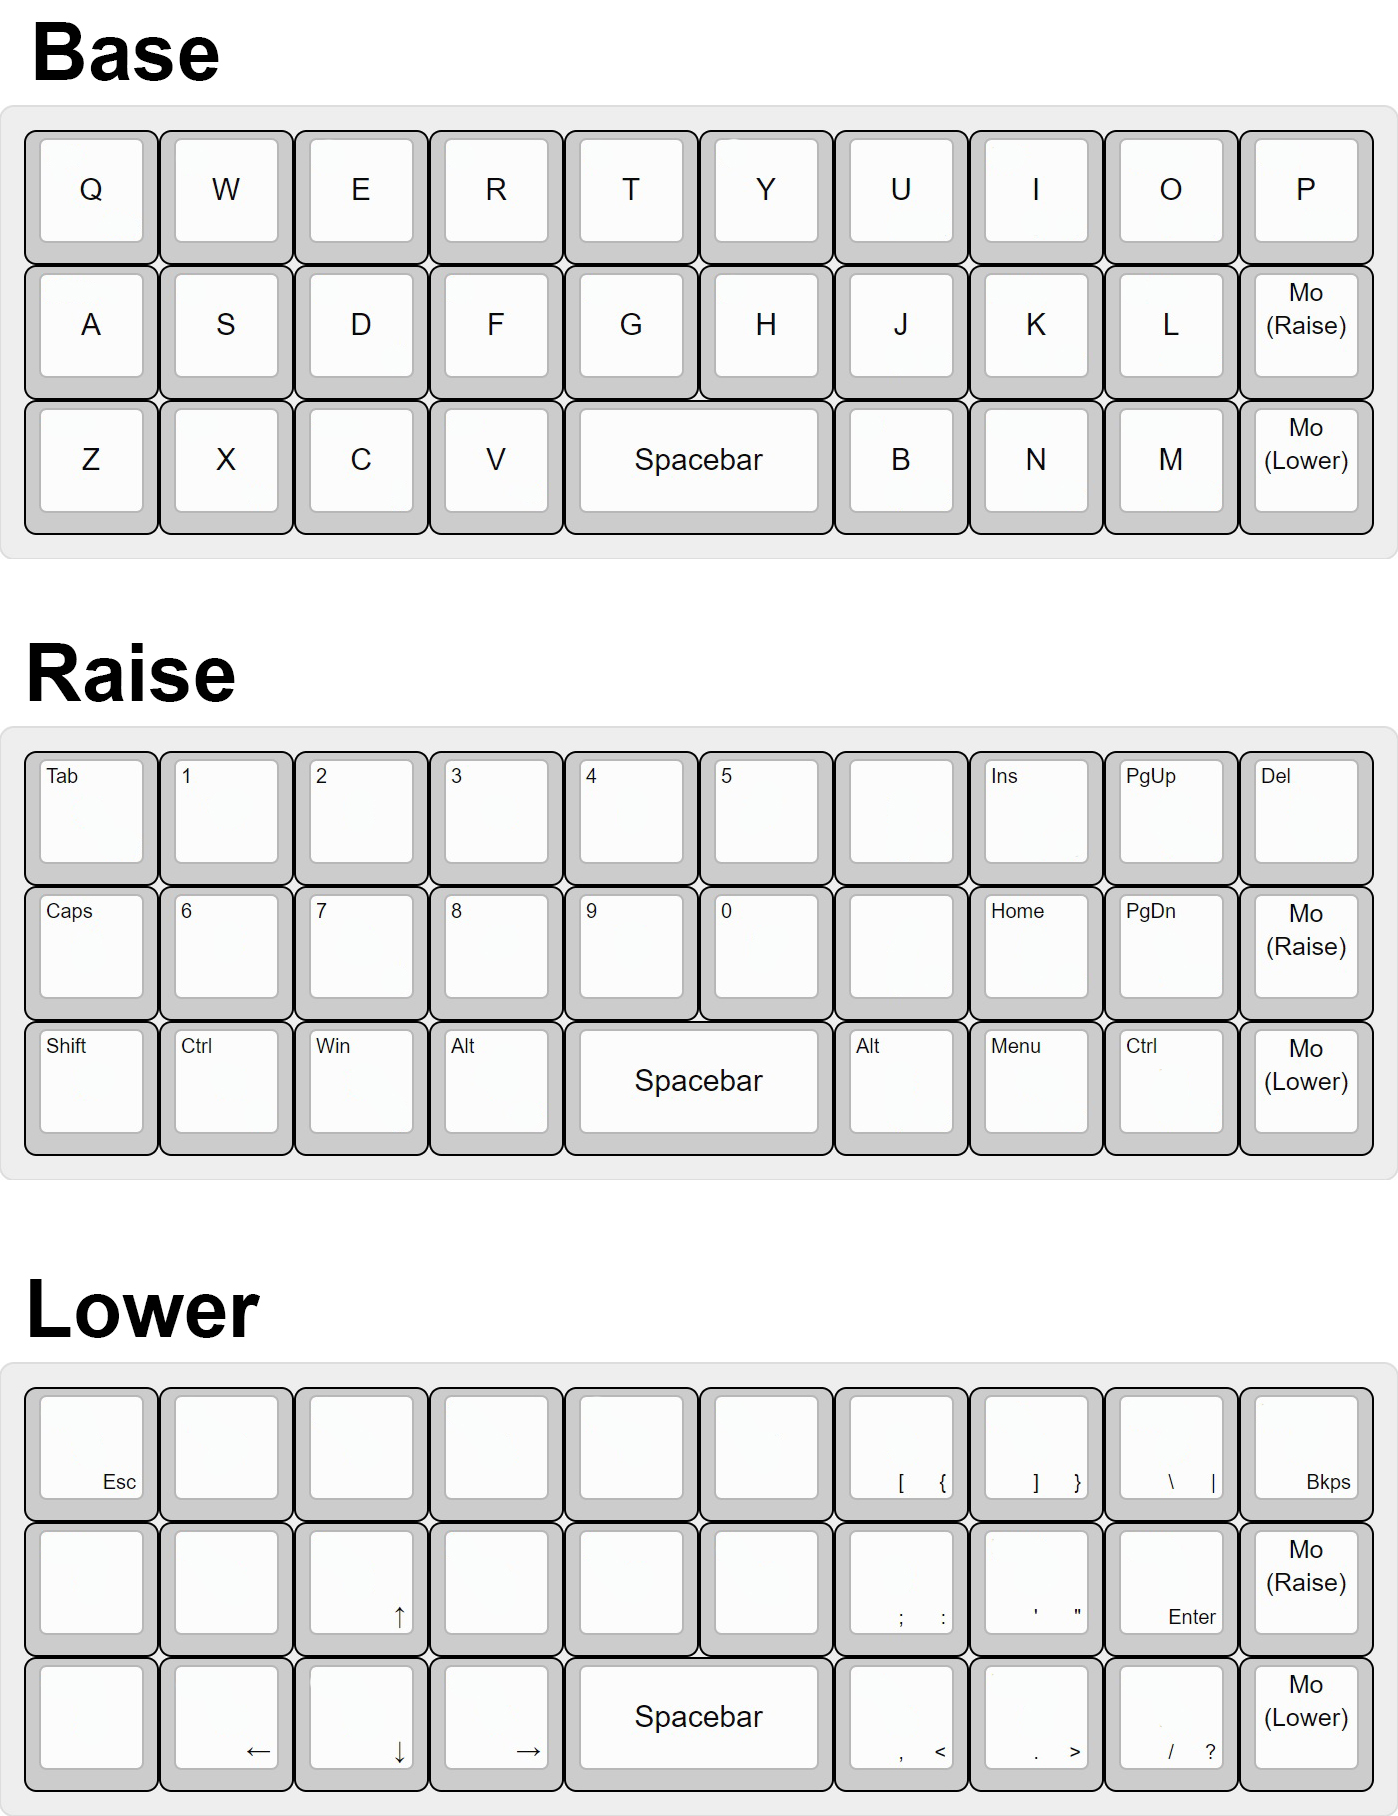 Base
Q W E R T Y U I O P
A S D F G H J K L Mo
(Raise)
Z X C V Spacebar B N M Mo
(Lower)
Raise
Tab 1 2 3 4 5 Ins PgUp Del
Caps 6 7 8 9 0 Home PgDn Mo
(Raise)
Shift Ctrl Win Alt Spacebar Alt Menu Ctrl Mo
(Lower)
Lower
Esc [ { ] } \ | Bkps
Mo
(Raise)
↑ ; : ' " Enter
Mo
(Lower)
Spacebar
← ↓ → , < . > / ?